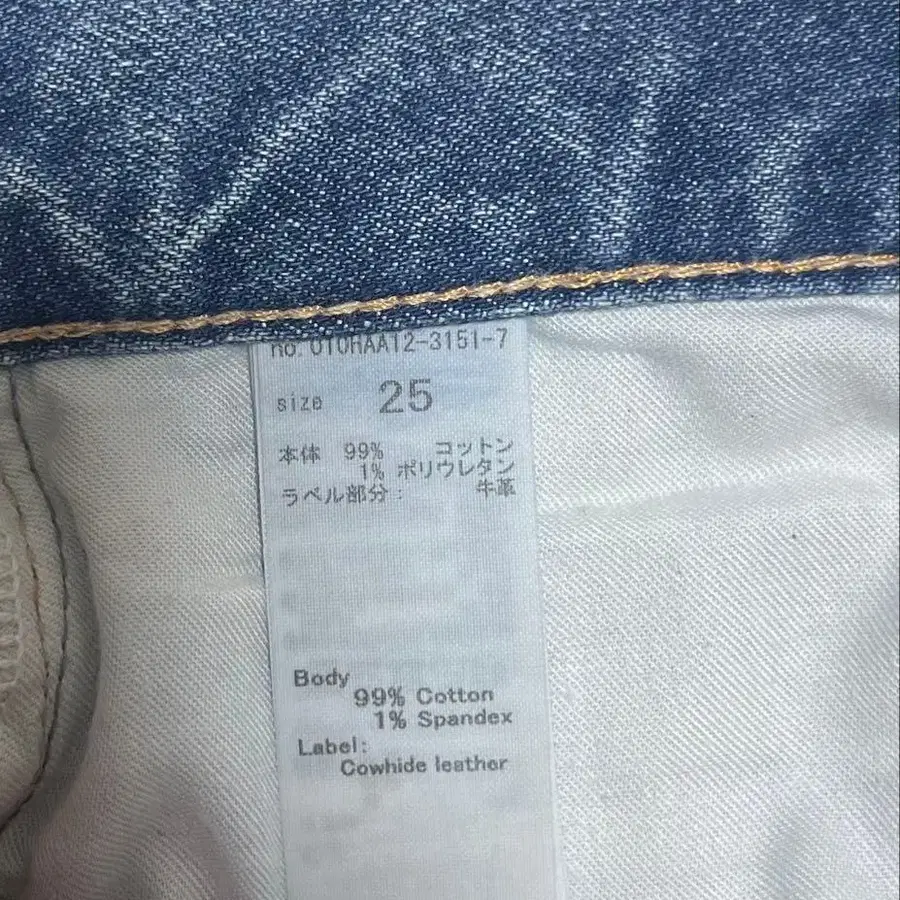 no. 010HAA12-3151-7
size 25
本体 99% コットン
1% ポリウレタン
ラベル部分: 牛革
Body
99% Cotton
1% Spandex
Label:
Cowhide leather